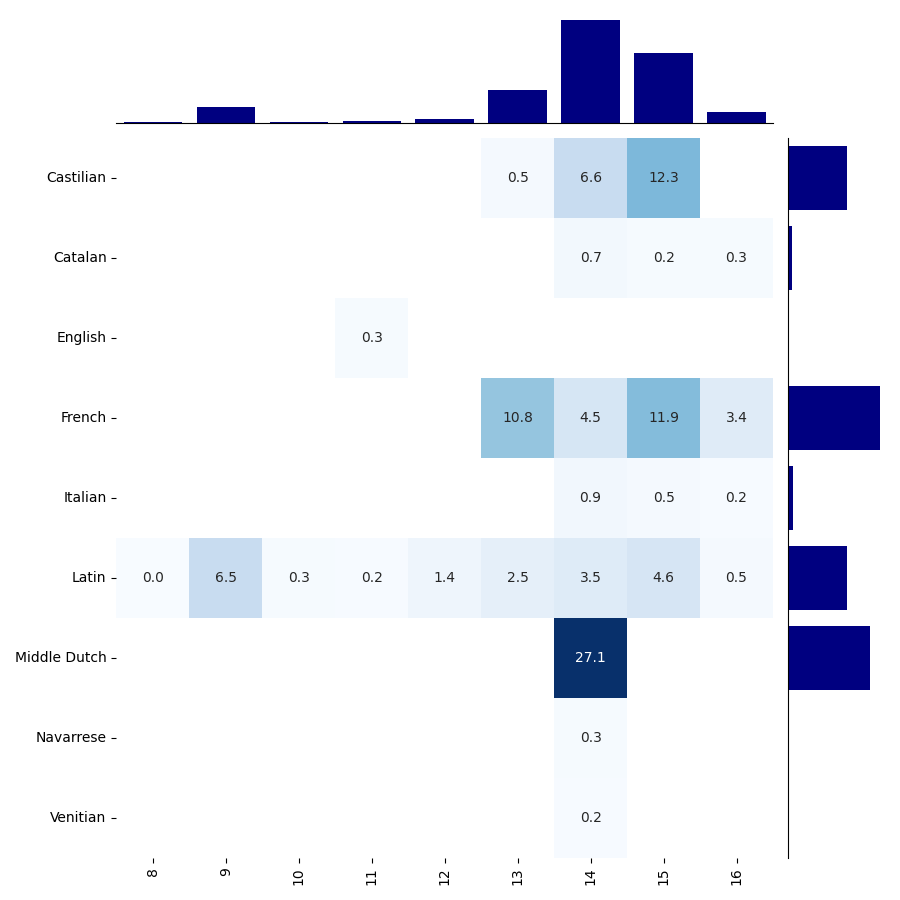 Castilian 0.5 6.6 12.3
Catalan 0.7 0.2 0.3
English 0.3
French 10.8 4.5 11.9 3.4
Italian 0.9 0.5 0.2
Latin 0.0 6.5 0.3 0.2 1.4 2.5 3.5 4.6 0.5
Middle Dutch 27.1
Navarrese 0.3
Venitian 0.2
8 9 10 11 12 13 14 15 16